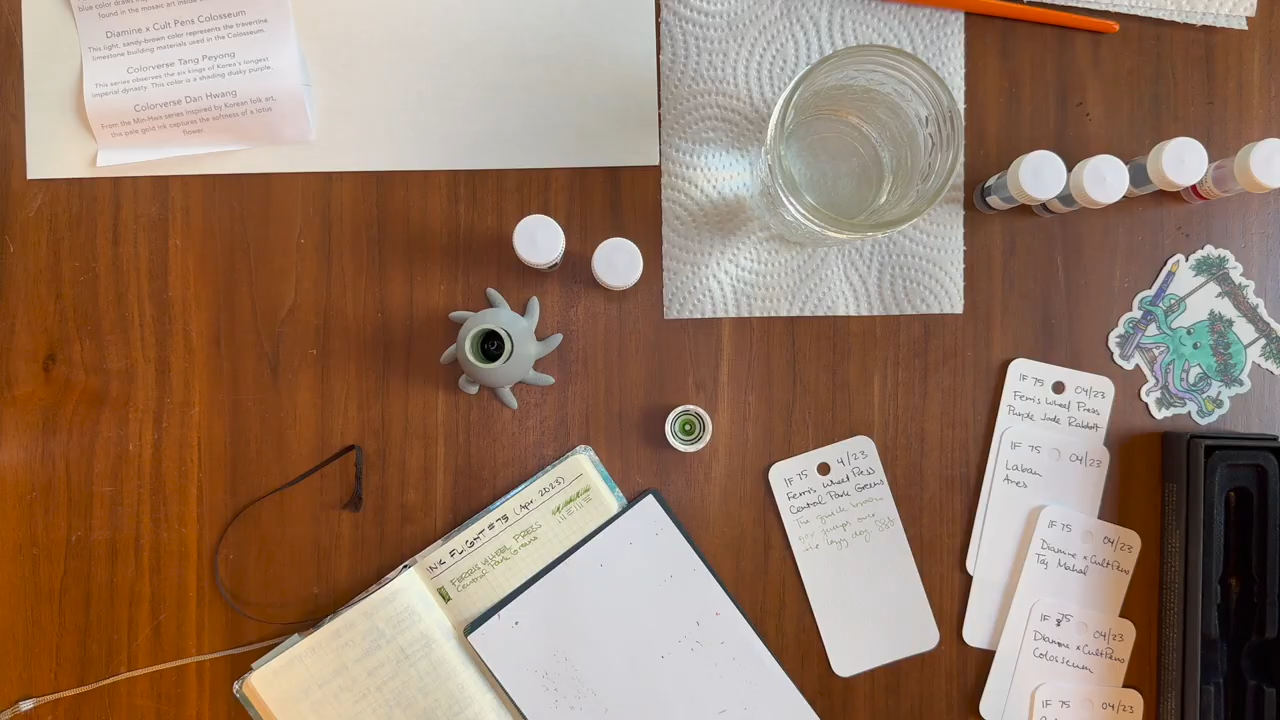 blue color draws
found in the mosaic art inside
Diamine x Cult Pens Colosseum
This light, sandy-brown color represents the travertine
limestone building materials used in the Colosseum.
Colorverse Tang Peyong
This series observes the six kings of Korea's longest
imperial dynasty. This color is a shading dusky purple.
Colorverse Dan Hwang
From the Min-Hwa series inspired by Korean folk art,
this pale gold ink captures the softness of a lotus
flower.
INK FLIGHT #75 (Apr. 2023)
FERRIS WHEEL PRESS
Central Park Greens
IF 75 4/23
Ferris Wheel Press
Central Park Greens
The quick brown
fox jumps over
the lazy dog
IF 75 04/23
Ferris Wheel Press
Purple Jade Rabbit
IF 75 04/23
Laban
Ares
IF 75 04/23
Diamine x Cult Pens
Taj Mahal
IF 75 04/23
Diamine x Cult Pens
Colosseum
IF 75 04/23